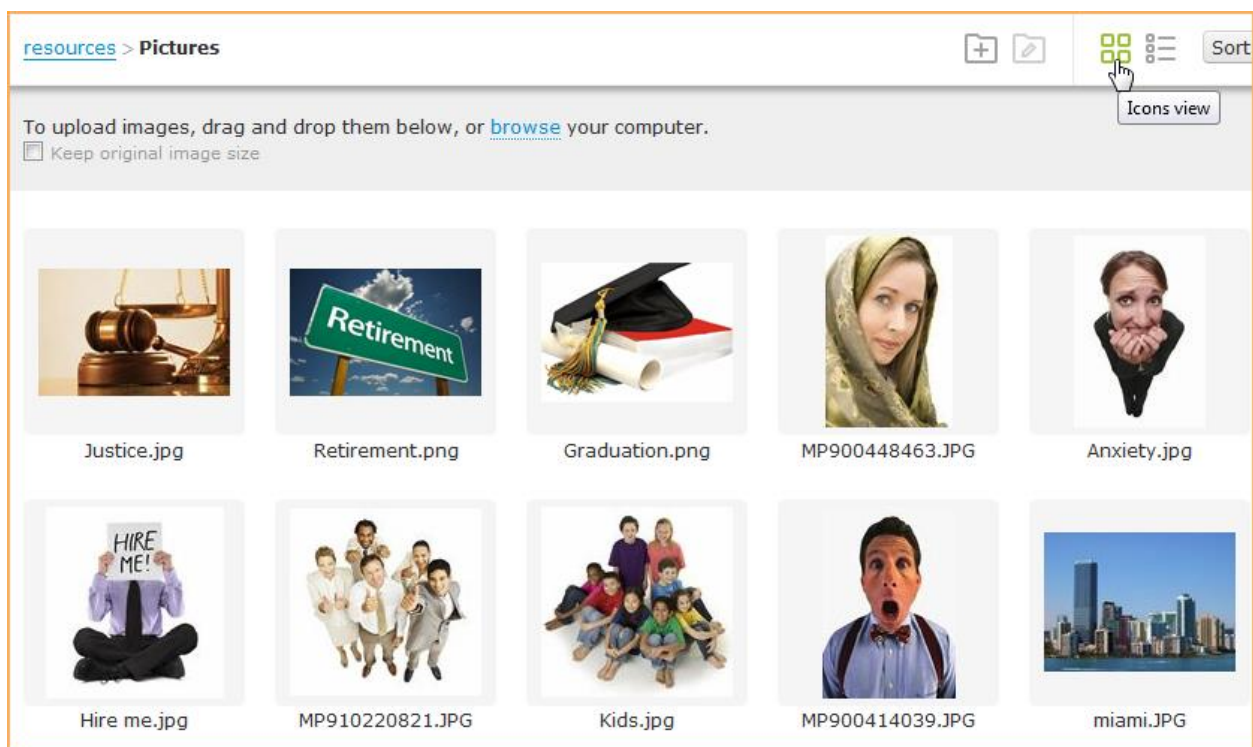 resources > Pictures
Sort
Icons view
To upload images, drag and drop them below, or browse your computer.
Keep original image size
Retirement
Justice.jpg
Retirement.png
Graduation.png
MP900448463.JPG
Anxiety.jpg
HIRE
ME!
Hire me.jpg
MP910220821.JPG
Kids.jpg
MP900414039.JPG
miami.JPG